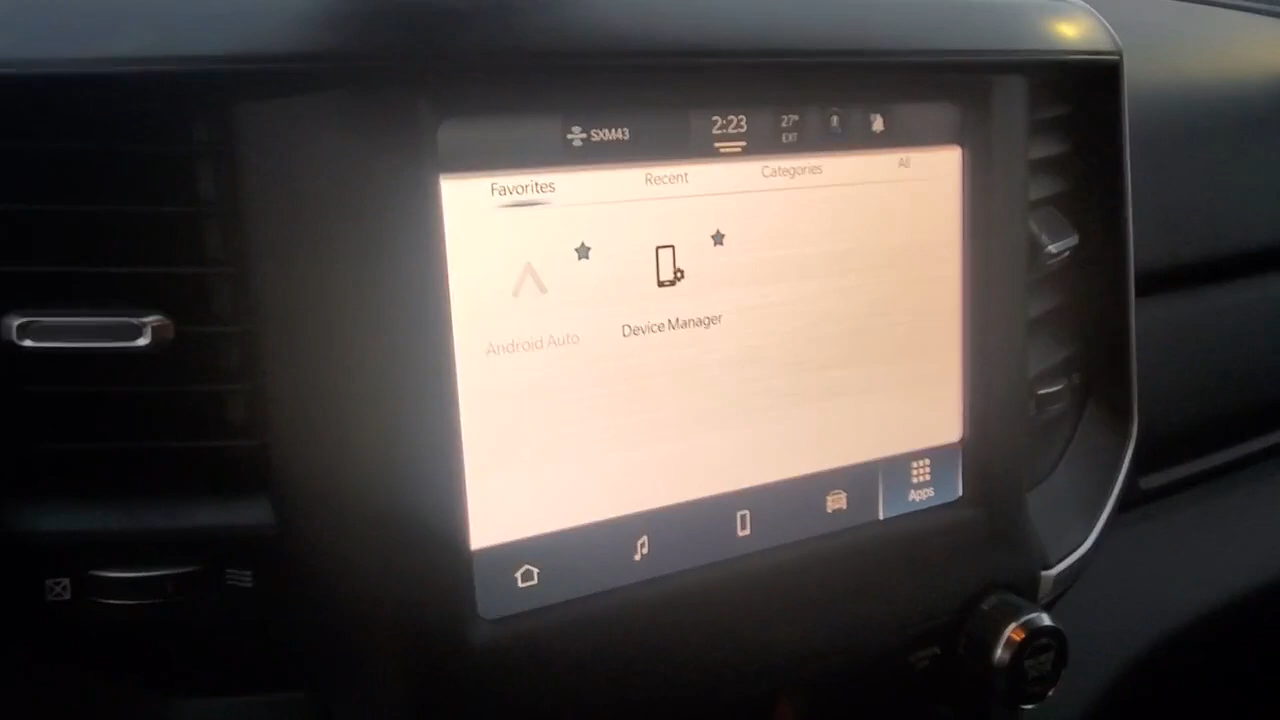 SXM43 2:23 27° EXT
Favorites Recent Categories All
Android Auto Device Manager
Apps